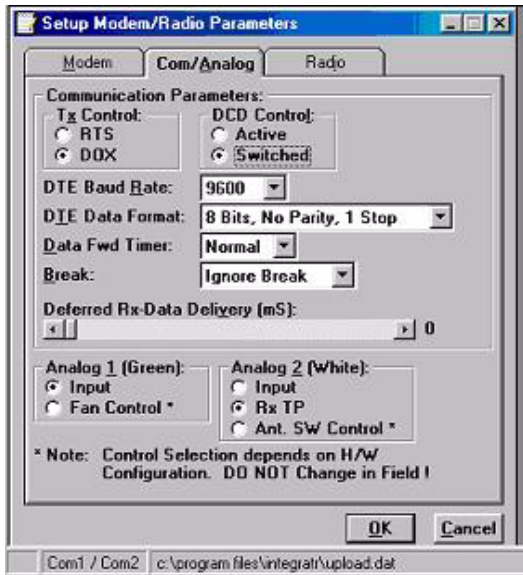 Setup Modem/Radio Parameters
Modem Com/Analog Radio
Communication Parameters:
Tx Control: DCD Control:
RTS Active
DOX Switched
DTE Baud Rate: 9600
DTE Data Format: 8 Bits, No Parity, 1 Stop
Data Fwd Timer: Normal
Break: Ignore Break
Deferred Rx-Data Delivery (mS):
0
Analog 1 (Green): Analog 2 (White):
Input Input
Fan Control * Rx TP
Ant. SW Control *
* Note: Control Selection depends on H/W
Configuration. DO NOT Change in Field !
OK Cancel
Com1 / Com2 c:\program files\integratr\upload.dat